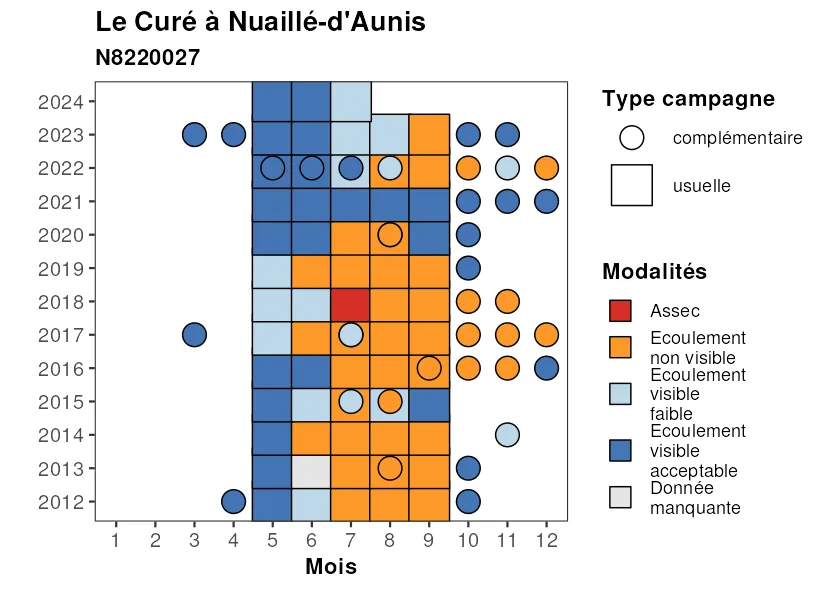 Le Curé à Nuaillé-d'Aunis
N8220027
2024
2023
2022
2021
2020
2019
2018
2017
2016
2015
2014
2013
2012
1 2 3 4 5 6 7 8 9 10 11 12
Mois
Type campagne
complémentaire
usuelle
Modalités
Assec
Ecoulement
non visible
Ecoulement
visible
faible
Ecoulement
visible
acceptable
Donnée
manquante